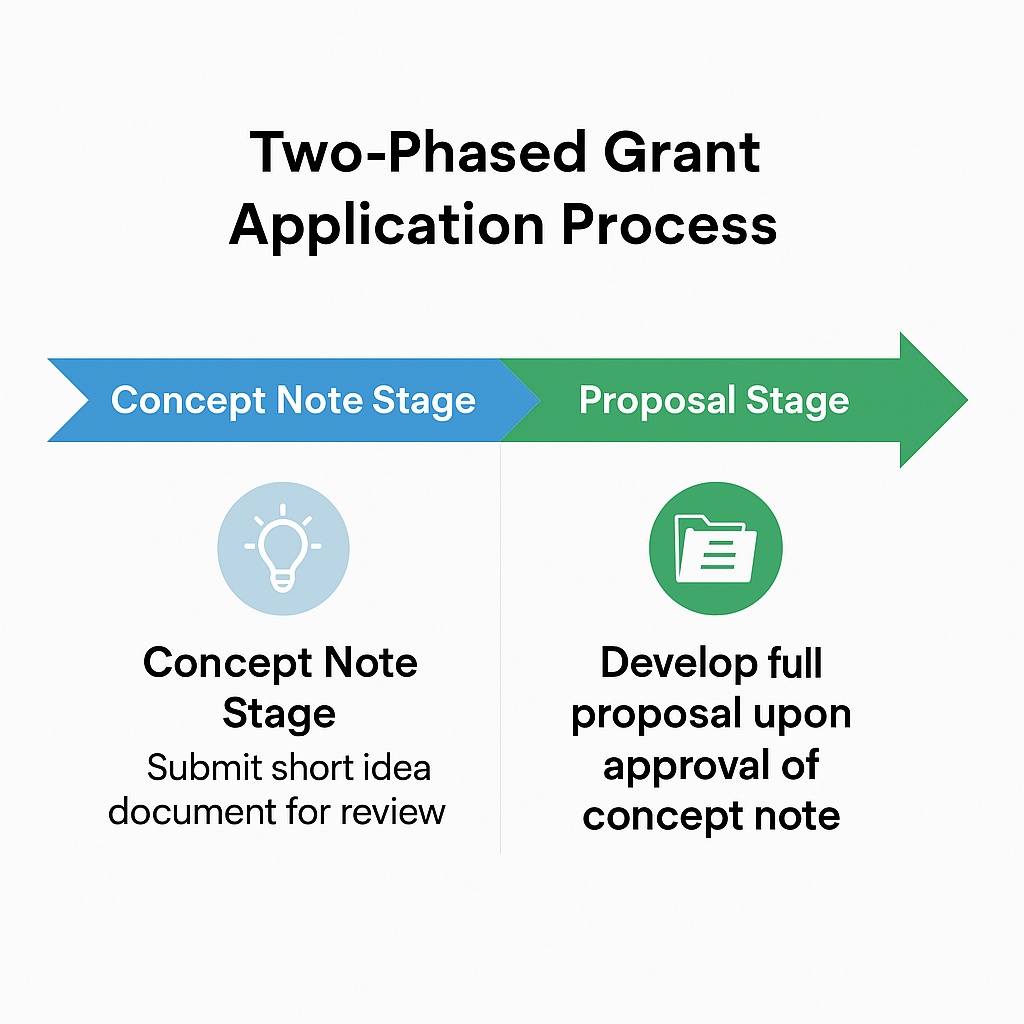 Two-Phased Grant
Application Process
Concept Note Stage
Proposal Stage
Concept Note
Stage
Submit short idea
document for review
Develop full
proposal upon
approval of
concept note